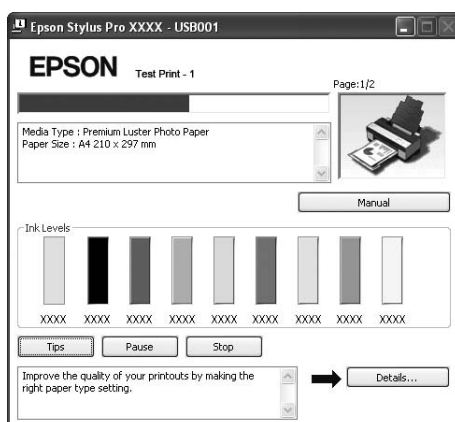 Epson Stylus Pro XXXX - USB001
EPSON Test Print - 1
Page:1/2
Media Type : Premium Luster Photo Paper
Paper Size : A4 210 x 297 mm
Manual
Ink Levels
XXXX XXXX XXXX XXXX XXXX XXXX XXXX XXXX XXXX
Tips Pause Stop
Improve the quality of your printouts by making the
right paper type setting.
Details...